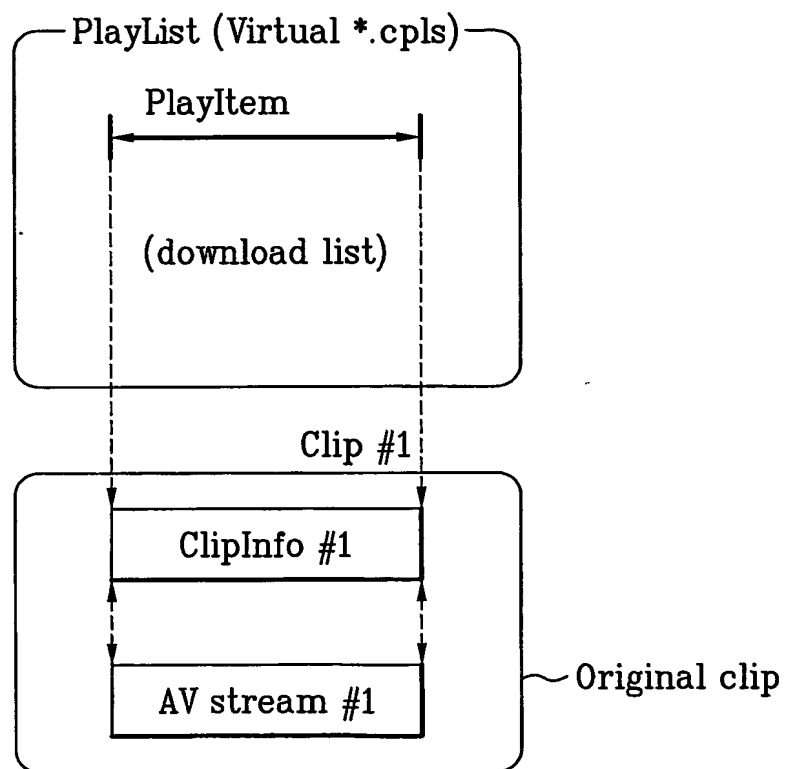 PlayList (Virtual *.cpls)
PlayItem
(download list)
Clip #1
ClipInfo #1
AV stream #1
Original clip